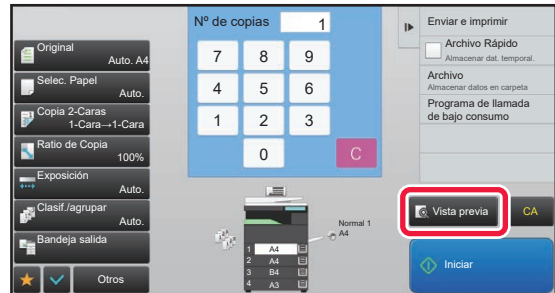 Original
Auto. A4
Selec. Papel
Auto.
Copia 2-Caras
1-Cara→1-Cara
Ratio de Copia
100%
Exposición
Auto.
Clasif./agrupar
Auto.
Bandeja salida
Otros
Nº de copias 1
7 8 9
4 5 6
1 2 3
0 C
Normal 1
A4
1 A4
2 A4
3 B4
4 A3
Enviar e imprimir
Archivo Rápido
Almacenar dat. temporal.
Archivo
Almacenar datos en carpeta
Programa de llamada
de bajo consumo
Vista previa
CA
Iniciar